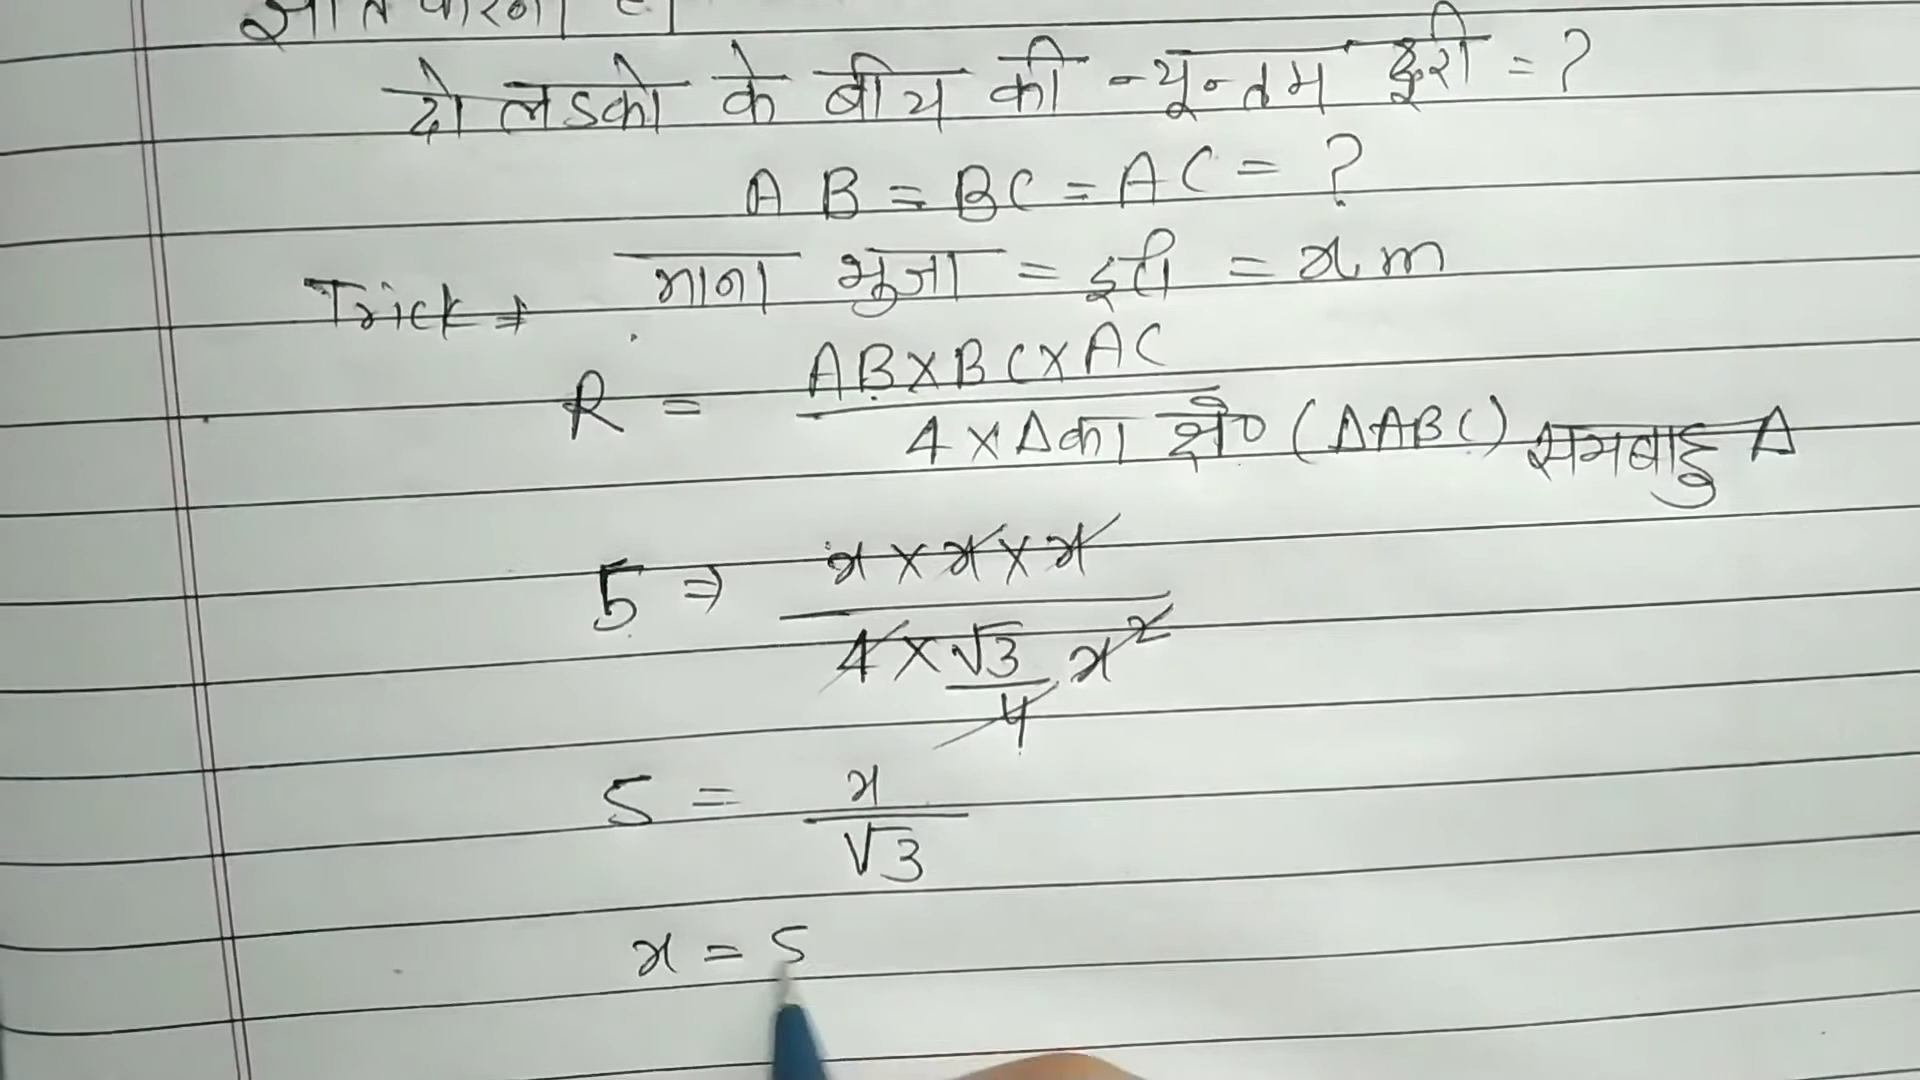 दो लडको के बीच की न्यूनतम दूरी = ?
AB = BC = AC = ?
Trick → माना भुजा = दूरी = x m
R = AB×BC×AC / 4×Δका क्षे० (ΔABC) समबाहु Δ
5 ⇒ x × x × x / 4 × √3/4 x²
5 = x / √3
x = 5